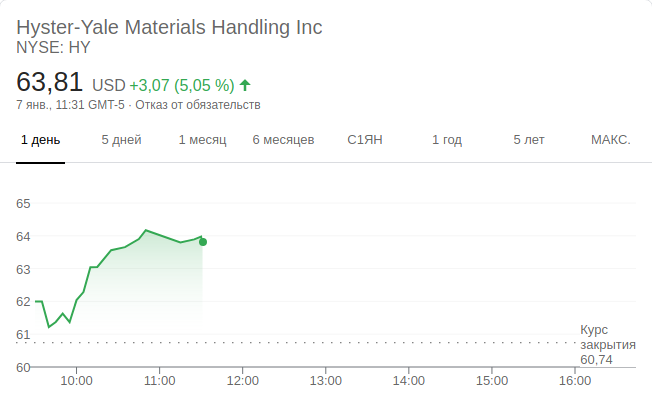 Hyster-Yale Materials Handling Inc
NYSE: HY
63,81 USD +3,07 (5,05 %)
7 янв., 11:31 GMT-5 · Отказ от обязательств
1 день 5 дней 1 месяц 6 месяцев С1ЯН 1 год 5 лет МАКС.
65
64
63
62
61
60
Курс
закрытия
60,74
10:00 11:00 12:00 13:00 14:00 15:00 16:00